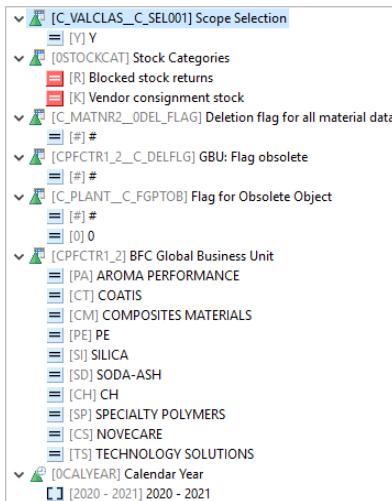 [C_VALCLAS__C_SEL001] Scope Selection
[Y] Y
[0STOCKCAT] Stock Categories
[R] Blocked stock returns
[K] Vendor consignment stock
[C_MATNR2__0DEL_FLAG] Deletion flag for all material data
[#] #
[CPFCTR1_2__C_DELFLG] GBU: Flag obsolete
[#] #
[C_PLANT__C_FGPTOB] Flag for Obsolete Object
[#] #
[0] 0
[CPFCTR1_2] BFC Global Business Unit
[PA] AROMA PERFORMANCE
[CT] COATIS
[CM] COMPOSITES MATERIALS
[PE] PE
[SI] SILICA
[SD] SODA-ASH
[CH] CH
[SP] SPECIALTY POLYMERS
[CS] NOVECARE
[TS] TECHNOLOGY SOLUTIONS
[0CALYEAR] Calendar Year
[2020 - 2021] 2020 - 2021